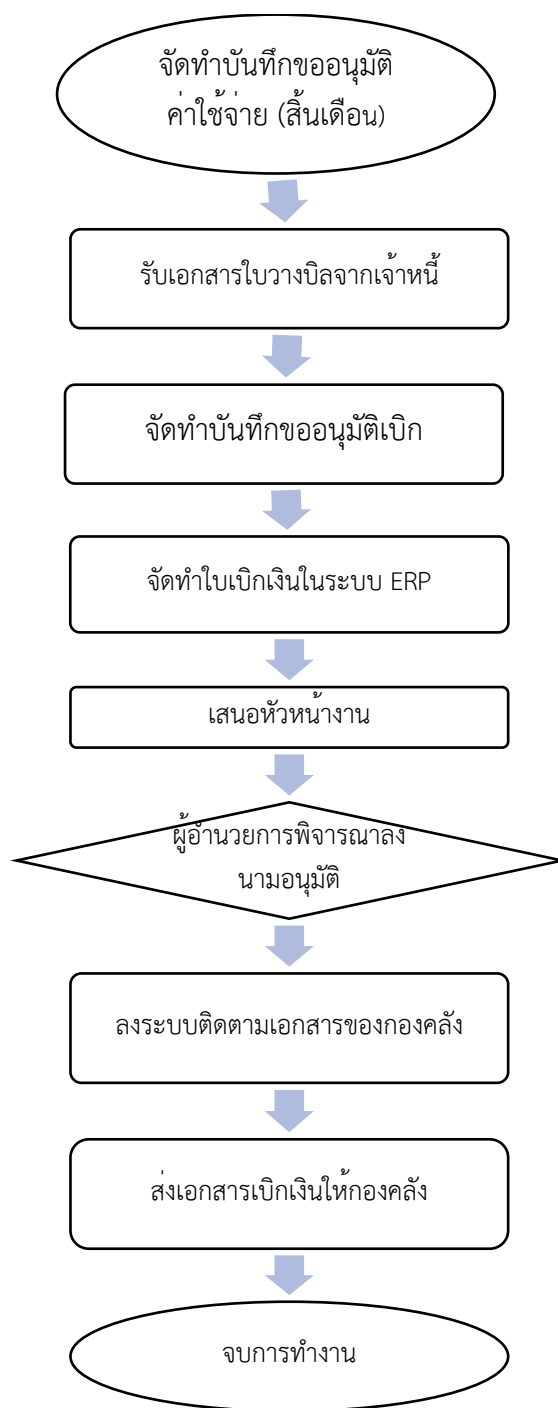 จัดทำบันทึกขออนุมัติ
ค่าใช้จ่าย (สิ้นเดือน)
รับเอกสารใบวางบิลจากเจ้าหนี้
จัดทำบันทึกขออนุมัติเบิก
จัดทำใบเบิกเงินในระบบ ERP
เสนอหัวหน้างาน
ผู้อำนวยการพิจารณาลง
นามอนุมัติ
ลงระบบติดตามเอกสารของกองคลัง
ส่งเอกสารเบิกเงินให้กองคลัง
จบการทำงาน